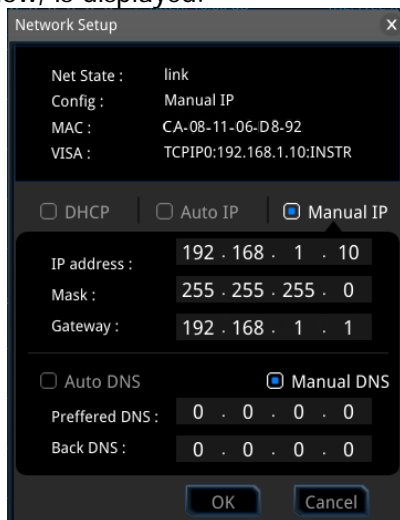 is displayed.
Network Setup X
Net State : link
Config : Manual IP
MAC : CA-08-11-06-D8-92
VISA : TCPIP0:192.168.1.10:INSTR
DHCP Auto IP Manual IP
IP address : 192 . 168 . 1 . 10
Mask : 255 . 255 . 255 . 0
Gateway : 192 . 168 . 1 . 1
Auto DNS Manual DNS
Preffered DNS : 0 . 0 . 0 . 0
Back DNS : 0 . 0 . 0 . 0
OK Cancel